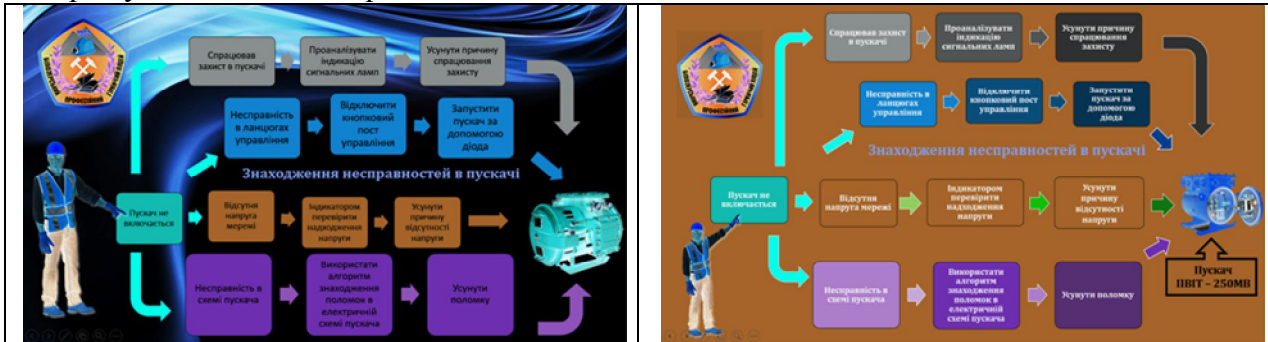 Спрацював захист
в пускачі
Проаналізувати
індикацію
сигнальних ламп
Усунути причину
спрацювання
захисту
Несправність
в ланцюгах
управління
Відключити
кнопковий
пост
управління
Запустити
пускач за
допомогою
діода
Знаходження несправностей в пускачі
Пускач не
включається
Відсутня
напруга
мережі
Індикатором
перевірити
надходження
напруги
Усунути
причину
відсутності
напруги
Несправність в
схемі пускача
Використати
алгоритм
знаходження
поломок в
електричній
схемі пускача
Усунути
поломку
ПРОФЕСІЙНИЙ
Спрацював захист
в пускачі
Проаналізувати
індикацію
сигнальних ламп
Усунути причину
спрацювання
захисту
Несправність в
ланцюгах
управління
Відключити
кнопковий пост
управління
Запустити
пускач за
допомогою
діода
Знаходження несправностей в пускачі
Пускач не
включається
Відсутня
напруга мережі
Індикатором
перевірити
надходження
напруги
Усунути
причину
відсутності
напруги
Несправність в
схемі пускача
Використати
алгоритм
знаходження
поломок в
електричній
схемі пускача
Усунути поломку
Пускач
ПВІТ – 250МВ
ПРОФЕСІЙНИЙ